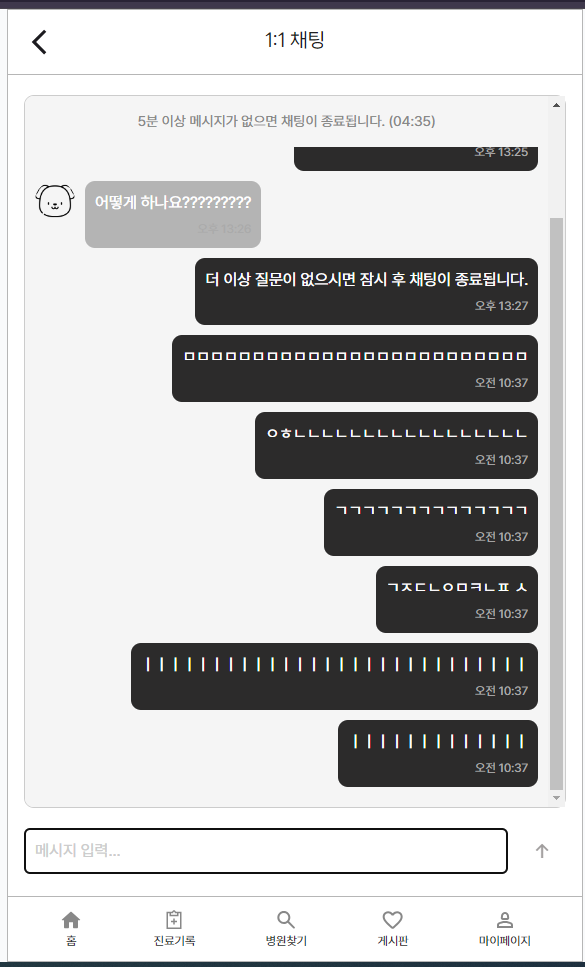 1:1 채팅
5분 이상 메시지가 없으면 채팅이 종료됩니다. (04:35)
오후 13:25
어떻게 하나요?????????
오후 13:26
더 이상 질문이 없으시면 잠시 후 채팅이 종료됩니다.
오후 13:27
ㅁㅁㅁㅁㅁㅁㅁㅁㅁㅁㅁㅁㅁㅁㅁㅁㅁㅁㅁㅁㅁㅁㅁㅁㅁ
오전 10:37
ㅇㅎㄴㄴㄴㄴㄴㄴㄴㄴㄴㄴㄴㄴㄴㄴㄴㄴㄴ
오전 10:37
ㄱㄱㄱㄱㄱㄱㄱㄱㄱㄱㄱㄱㄱㄱ
오전 10:37
ㄱㅈㄷㄴㅇㅁㅋㄴㅍ ㅅ
오전 10:37
ㅣㅣㅣㅣㅣㅣㅣㅣㅣㅣㅣㅣㅣㅣㅣㅣㅣㅣㅣㅣㅣㅣㅣㅣㅣㅣㅣㅣ
오전 10:37
ㅣㅣㅣㅣㅣㅣㅣㅣㅣㅣㅣㅣㅣ
오전 10:37
메시지 입력...
홈 진료기록 병원찾기 게시판 마이페이지